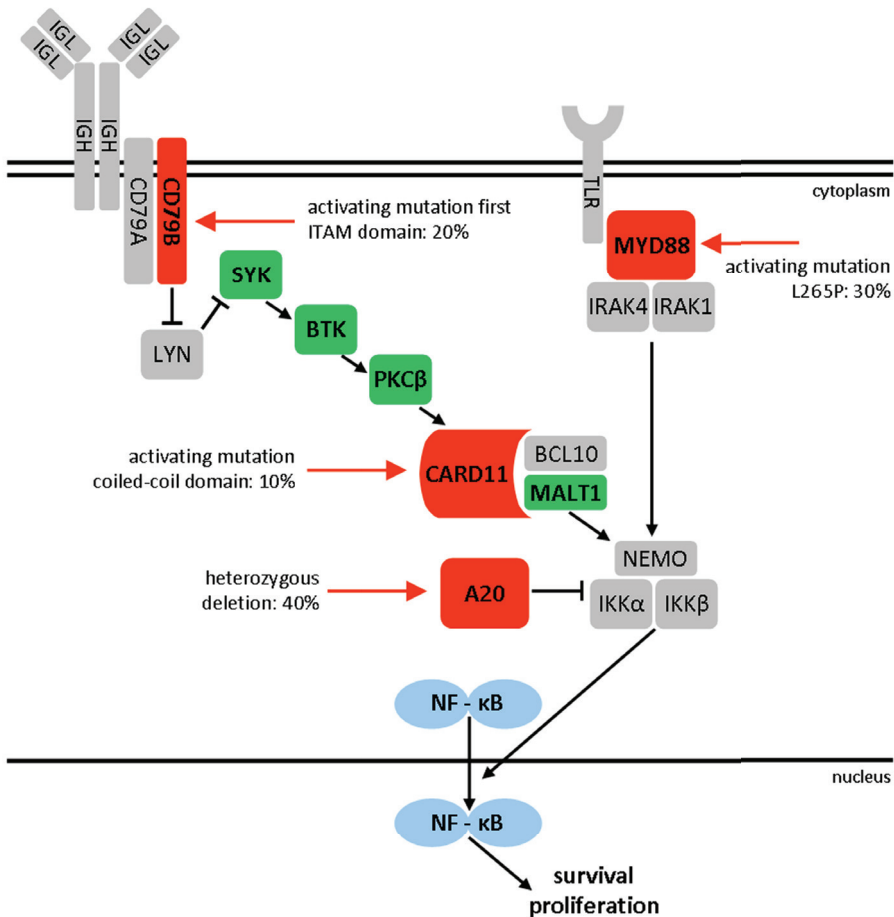 IGL
IGL
IGL
IGL
IGH
IGH
CD79A
CD79B
TLR
cytoplasm
activating mutation first
ITAM domain: 20%
MYD88
activating mutation
L265P: 30%
SYK
IRAK4
IRAK1
LYN
BTK
PKCβ
activating mutation
coiled-coil domain: 10%
CARD11
BCL10
MALT1
NEMO
heterozygous
deletion: 40%
A20
IKKα
IKKβ
NF - κB
nucleus
NF - κB
survival
proliferation